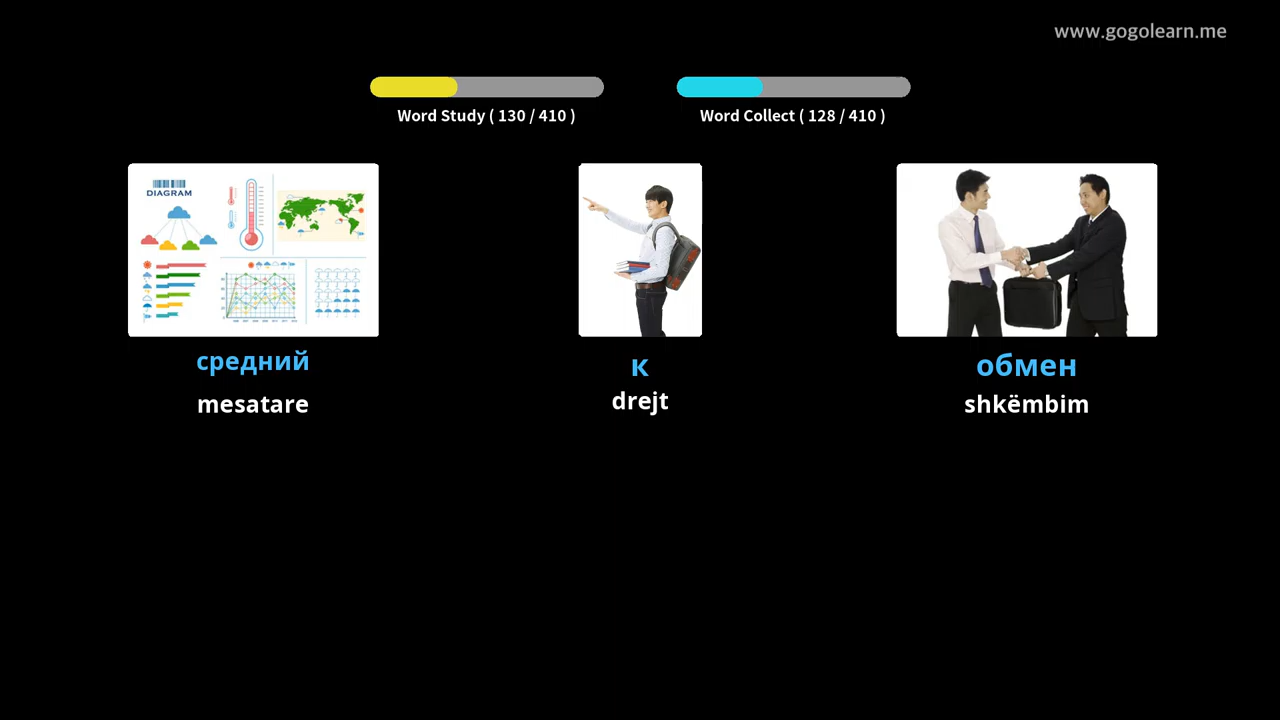 www.gogolearn.me
Word Study ( 130 / 410 )
Word Collect ( 128 / 410 )
DIAGRAM
средний
mesatare
к
drejt
обмен
shkëmbim